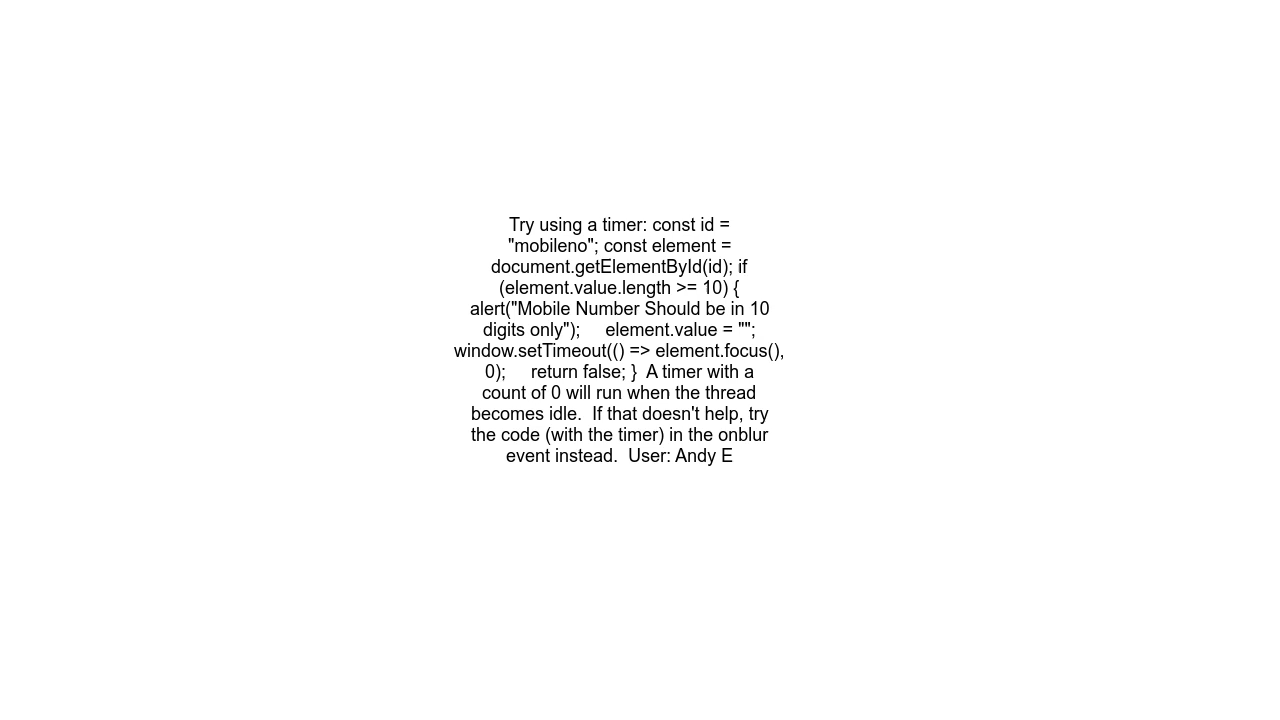 Try using a timer: const id =
"mobileno"; const element =
document.getElementById(id); if
(element.value.length >= 10) {
alert("Mobile Number Should be in 10
digits only");     element.value = "";
window.setTimeout(() => element.focus(),
0);     return false; }  A timer with a
count of 0 will run when the thread
becomes idle.  If that doesn't help, try
the code (with the timer) in the onblur
event instead.  User: Andy E